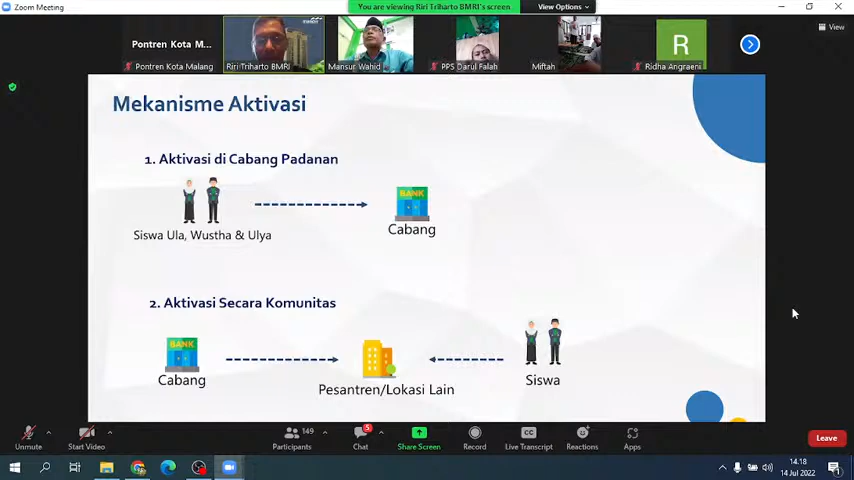 Zoom Meeting
You are viewing Riri Triharto BMRI's screen
View Options
View
Pontren Kota M...
Pontren Kota Malang
Riri Triharto BMRI
Mansur Wahid
PPS Darul Falah
Miftah
R
Ridha Angraeni
Mekanisme Aktivasi
1. Aktivasi di Cabang Padanan
BANK
Siswa Ula, Wustha & Ulya
Cabang
2. Aktivasi Secara Komunitas
BANK
Cabang
Pesantren/Lokasi Lain
Siswa
Unmute
Start Video
149
Participants
5
Chat
Share Screen
Record
CC
Live Transcript
Reactions
Apps
Leave
14.18
14 Jul 2022